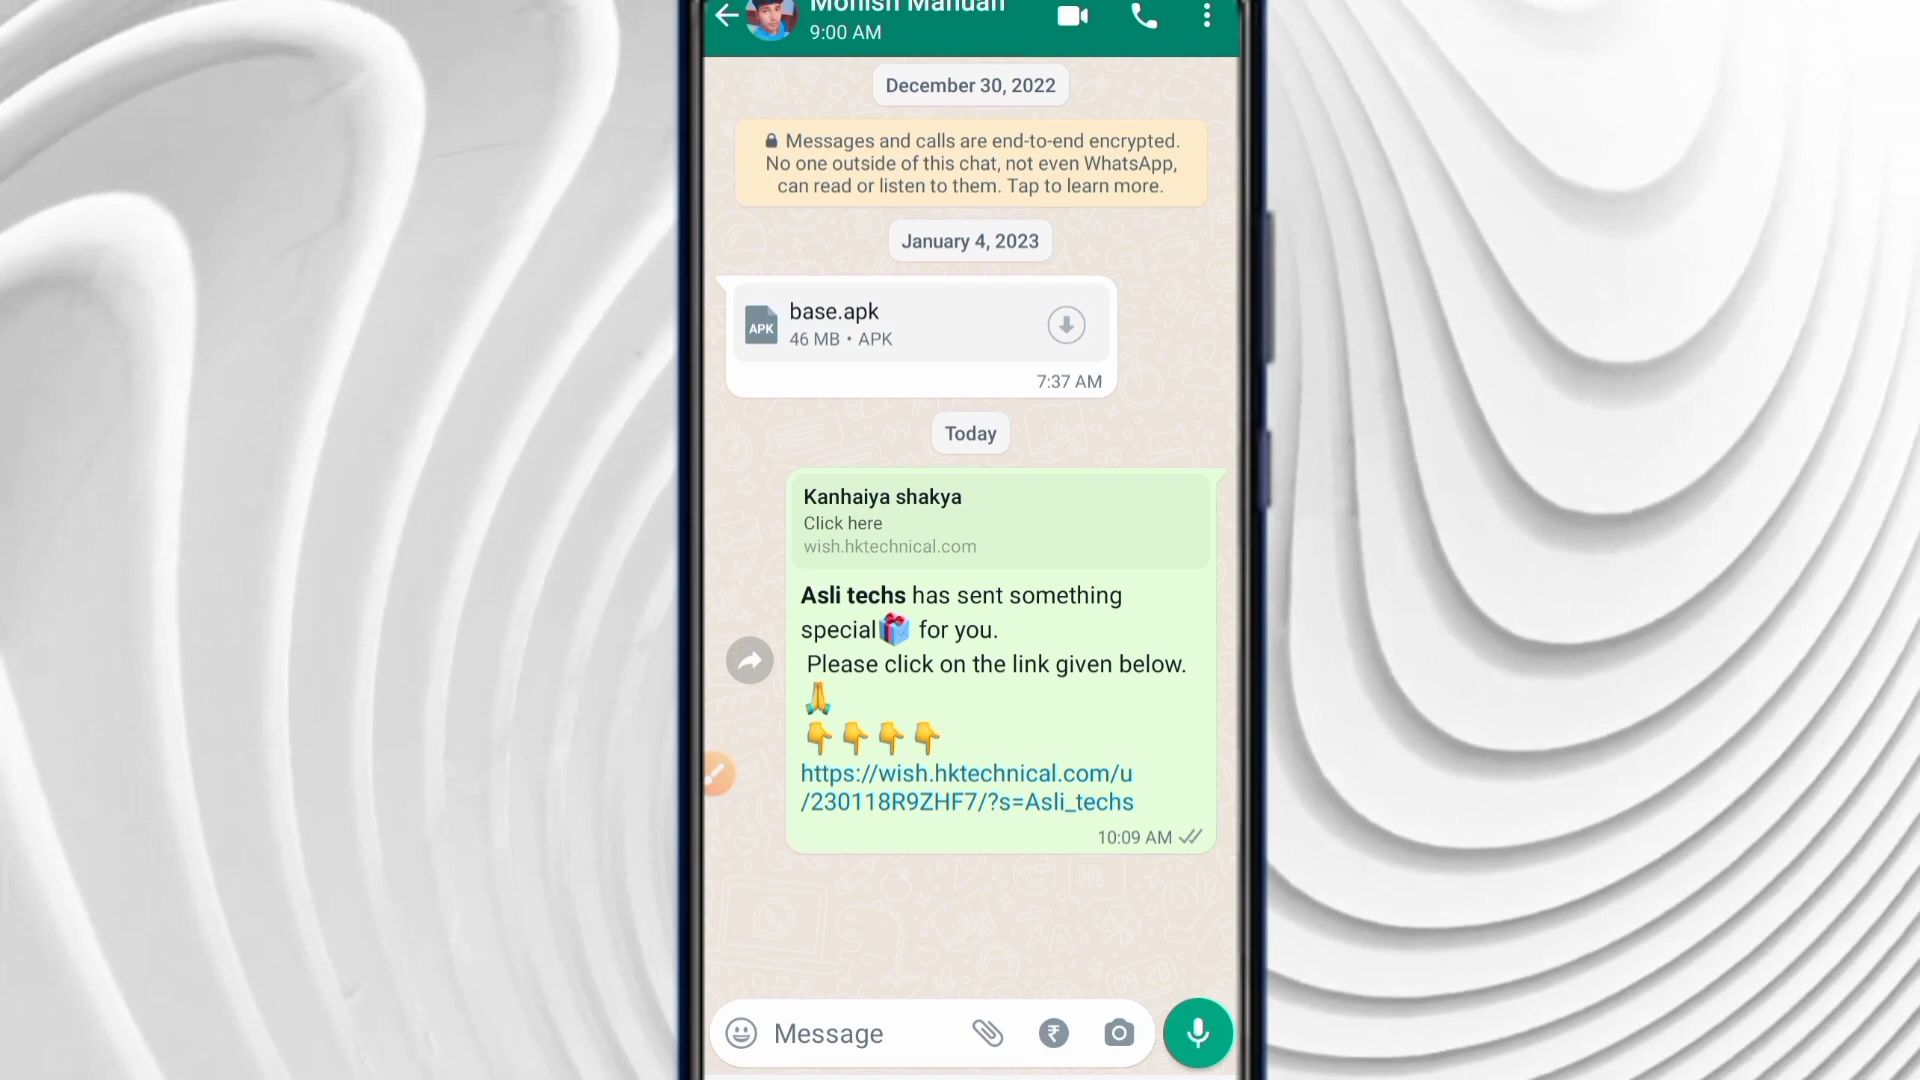 9:00 AM
December 30, 2022
Messages and calls are end-to-end encrypted.
No one outside of this chat, not even WhatsApp,
can read or listen to them. Tap to learn more.
January 4, 2023
APK
base.apk
46 MB • APK
7:37 AM
Today
Kanhaiya shakya
Click here
wish.hktechnical.com
Asli techs has sent something
special🎁 for you.
Please click on the link given below.
🙏
👇👇👇👇
https://wish.hktechnical.com/u
/230118R9ZHF7/?s=Asli_techs
10:09 AM
Message